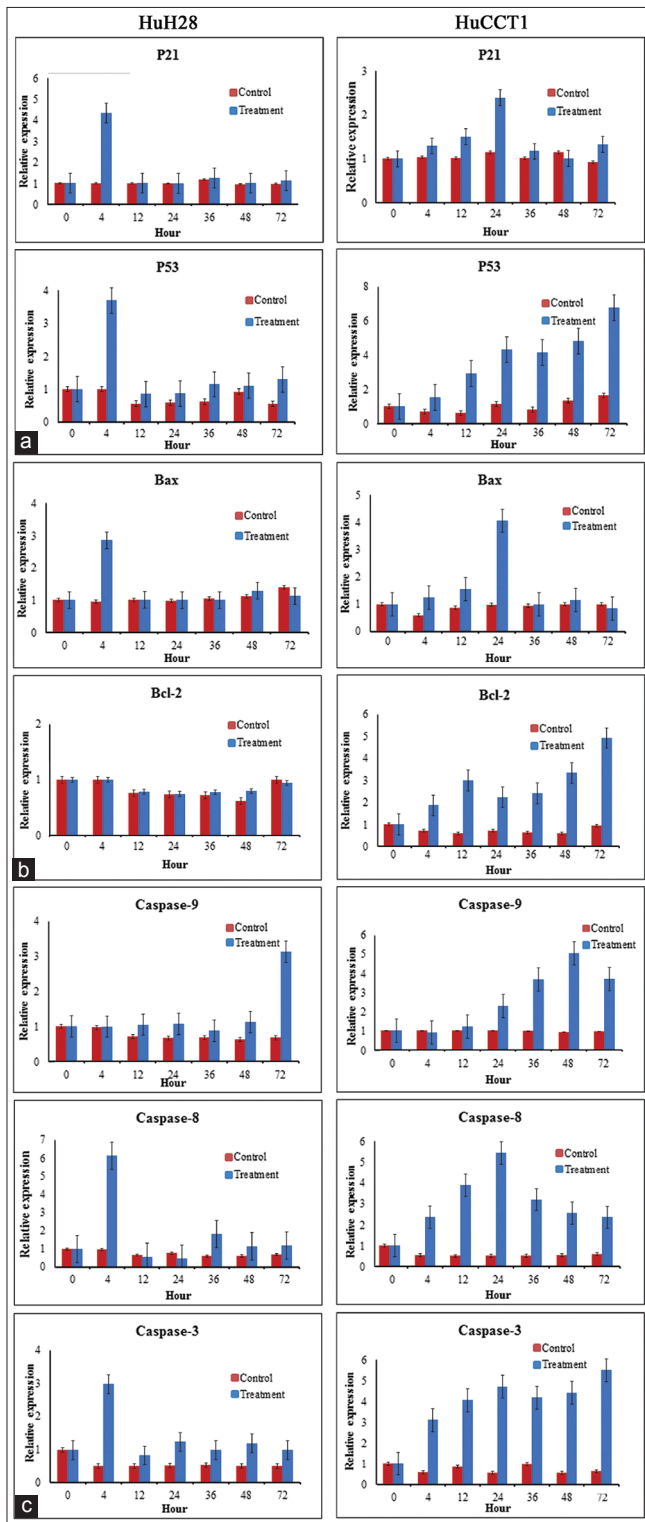 HuH28
HuCCT1
P21
Relative expession
6
5
4
3
2
1
0
Control
Treatment
0 4 12 24 36 48 72
Hour
P21
Relative expression
3
2
1
0
Control
Treatment
0 4 12 24 36 48 72
Hour
P53
Relative expression
4
3
2
1
0
Control
Treatment
0 4 12 24 36 48 72
Hour
a
P53
Relative expression
8
6
4
2
0
Control
Treatment
0 4 12 24 36 48 72
Hour
Bax
Relative expression
4
3
2
1
0
Control
Treatment
0 4 12 24 36 48 72
Hour
Bax
Relative expression
5
4
3
2
1
0
Control
Treatment
0 4 12 24 36 48 72
Hour
Bcl-2
Relative expression
2
1
0
Control
Treatment
0 4 12 24 36 48 72
Hour
b
Bcl-2
Relative expression
6
5
4
3
2
1
0
Control
Treatment
0 4 12 24 36 48 72
Hour
Caspase-9
Relative expression
4
3
2
1
0
Control
Treatment
0 4 12 24 36 48 72
Hour
Caspase-9
Relative expression
6
5
4
3
2
1
0
Control
Treatment
0 4 12 24 36 48 72
Hour
Caspase-8
Relative expression
7
6
5
4
3
2
1
0
Control
Treatment
0 4 12 24 36 48 72
Hour
Caspase-8
Relative expession
6
5
4
3
2
1
0
Control
Treatment
0 4 12 24 36 48 72
Hour
Caspase-3
Relative expression
4
3
2
1
0
Control
Treatment
0 4 12 24 36 48 72
Hour
c
Caspase-3
Relative expression
6
5
4
3
2
1
0
Control
Treatment
0 4 12 24 36 48 72
Hour